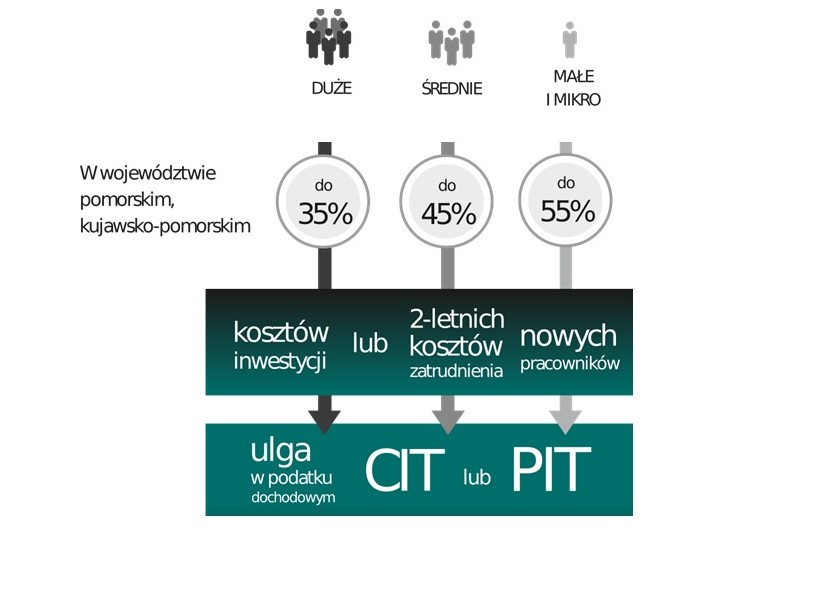 DUŻE
ŚREDNIE
MAŁE
I MIKRO
W województwie
pomorskim,
kujawsko-pomorskim
do
35%
do
45%
do
55%
kosztów
inwestycji
lub
2-letnich
kosztów
zatrudnienia
nowych
pracowników
ulga
w podatku
dochodowym
CIT
lub
PIT